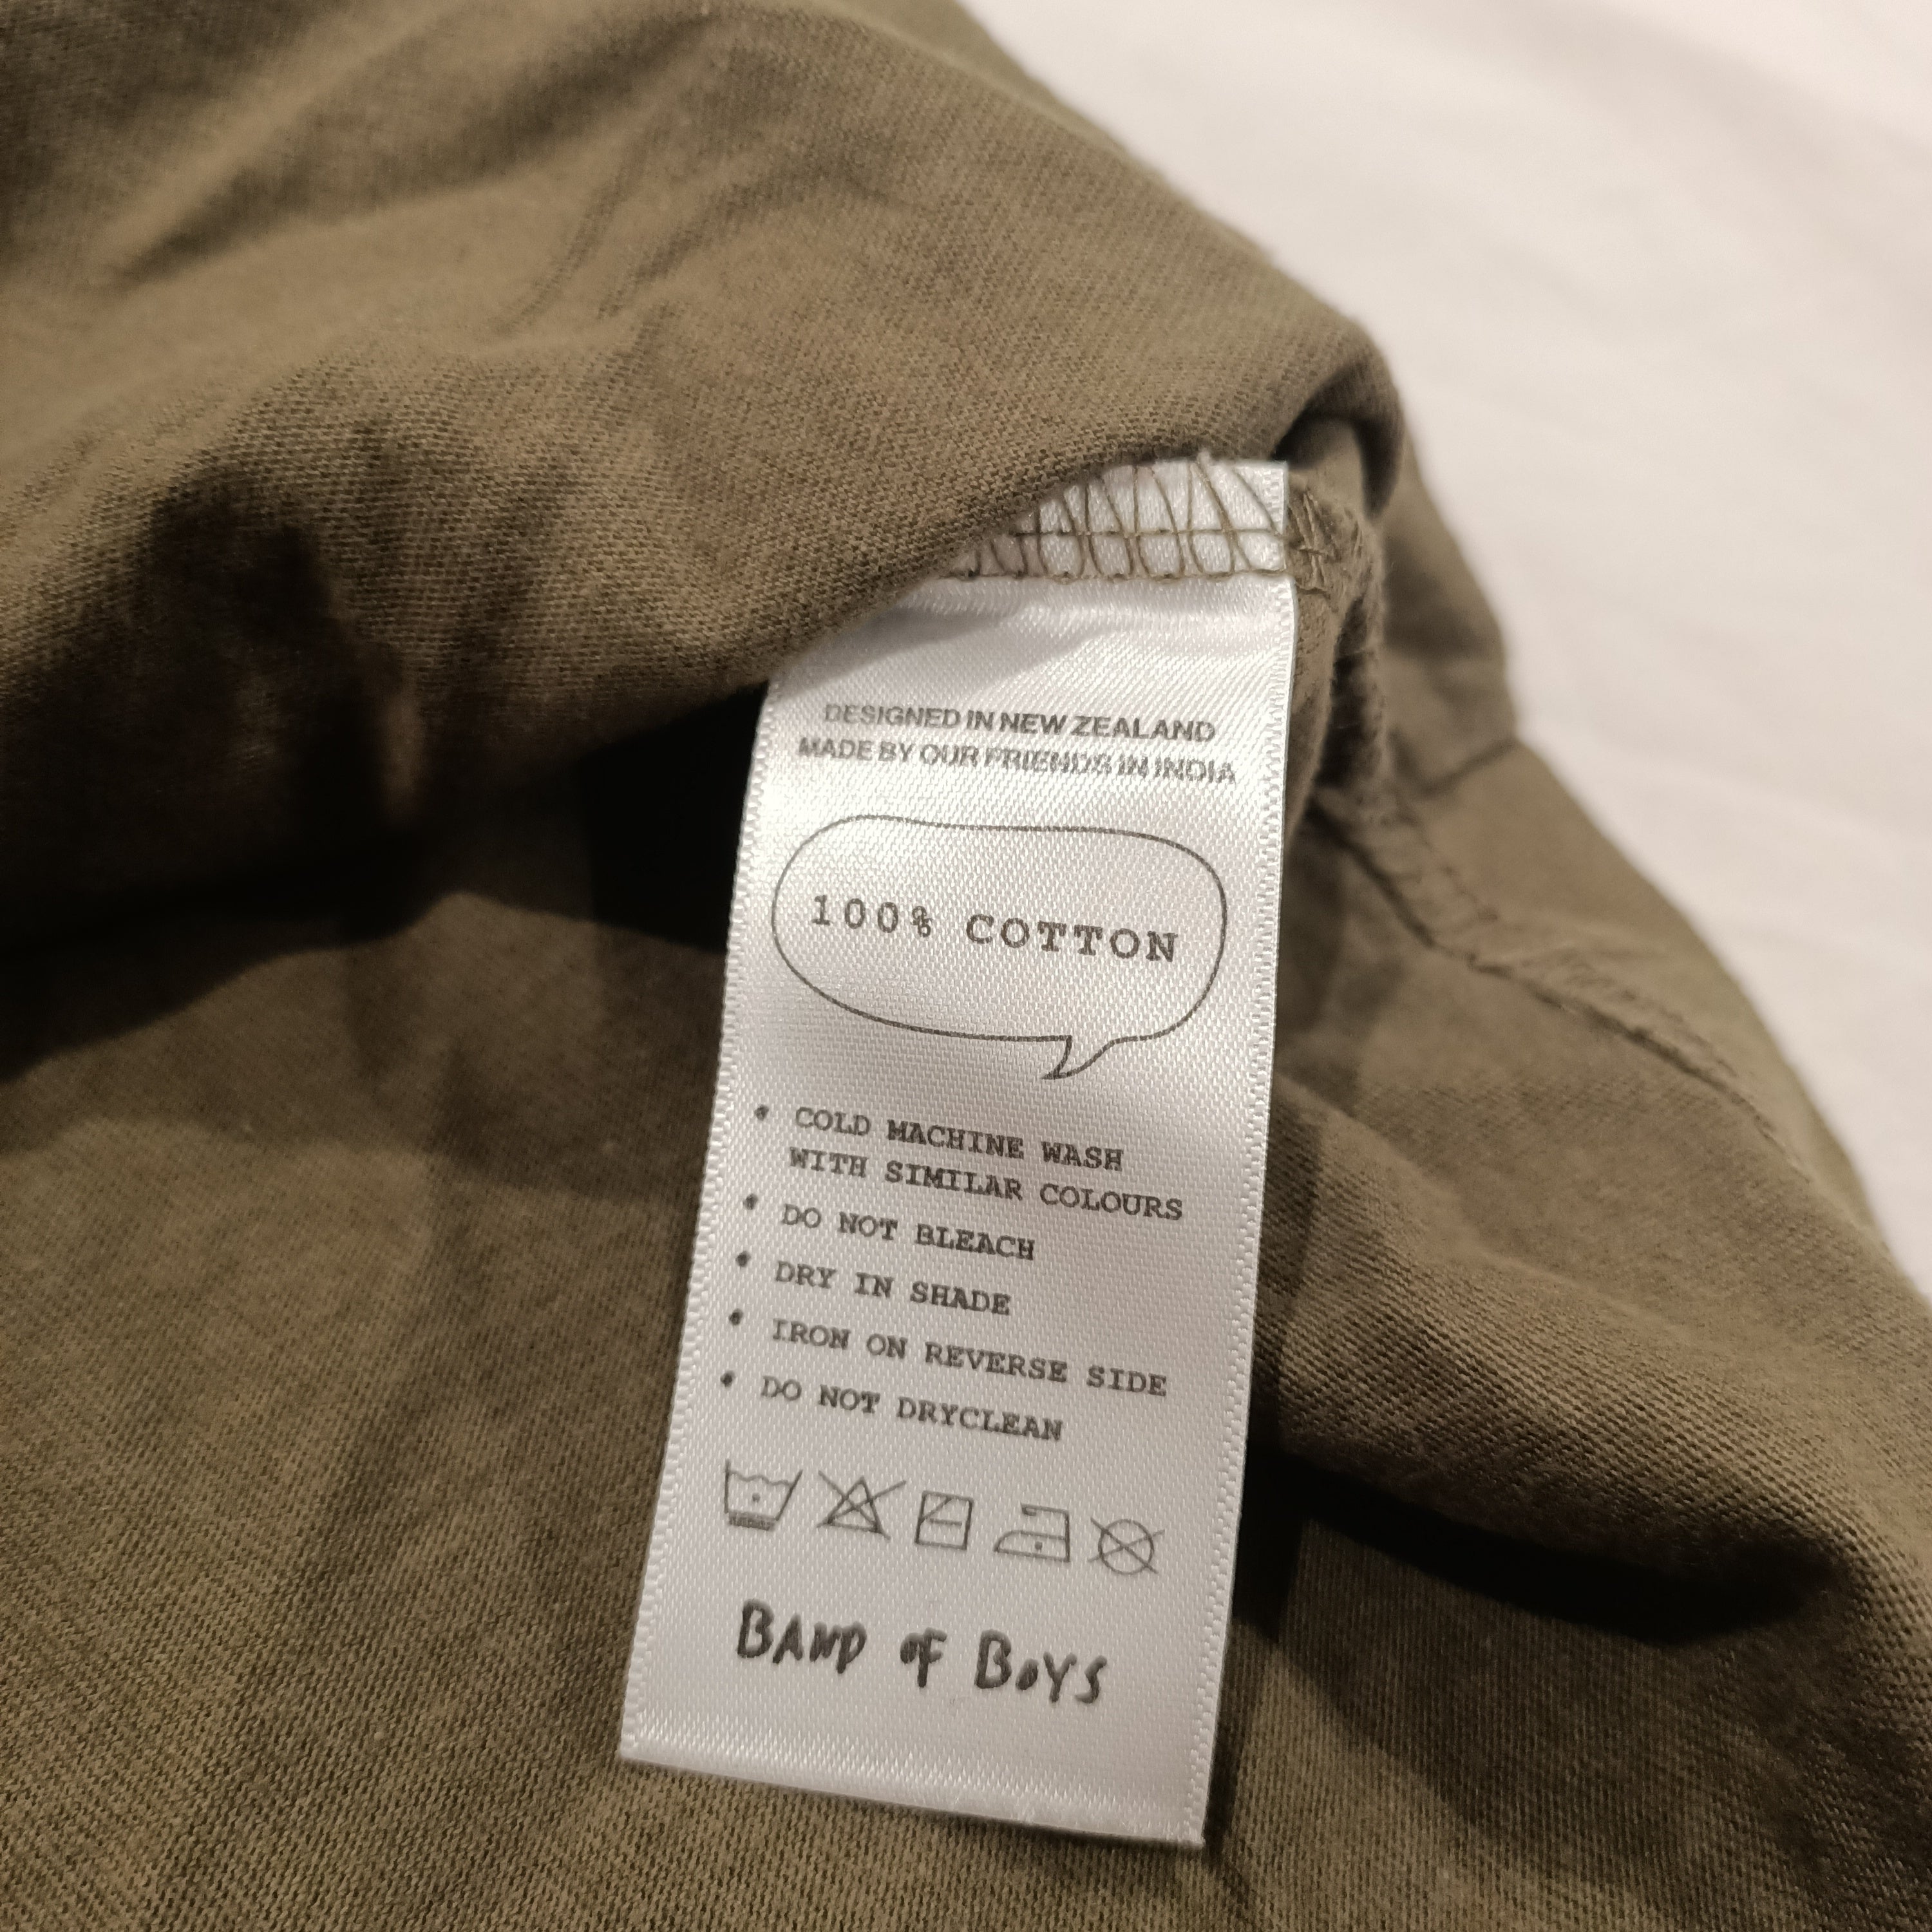 DESIGNED IN NEW ZEALAND
MADE BY OUR FRIENDS IN INDIA
100% COTTON
• COLD MACHINE WASH
WITH SIMILAR COLOURS
• DO NOT BLEACH
• DRY IN SHADE
• IRON ON REVERSE SIDE
• DO NOT DRYCLEAN
BAND OF BOYS